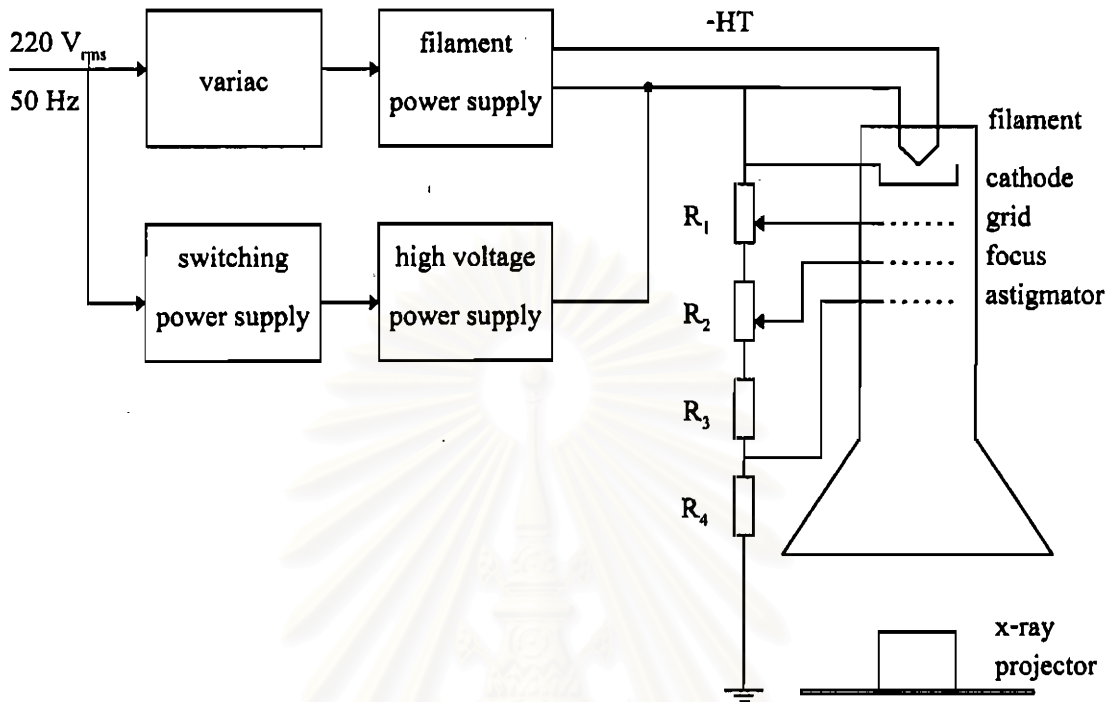 -HT
220 Vrms
50 Hz
variac
filament
power supply
switching
power supply
high voltage
power supply
R1
R2
R3
R4
filament
cathode
grid
focus
astigmator
x-ray
projector